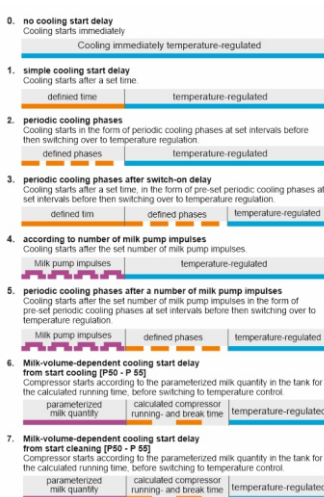 0. no cooling start delay
Cooling starts immediately
Cooling immediately temperature-regulated
1. simple cooling start delay
Cooling starts after a set time.
definied time temperature-regulated
2. periodic cooling phases
Cooling starts in the form of periodic cooling phases at set intervals before
then switching over to temperature regulation.
defined phases temperature-regulated
3. periodic cooling phases after switch-on delay
Cooling starts after a set time, in the form of pre-set periodic cooling phases at
set intervals before then switching over to temperature regulation.
defined tim defined phases temperature-regulated
4. according to number of milk pump impulses
Cooling starts after the set number of milk pump impulses.
Milk pump impulses temperature-regulated
5. periodic cooling phases after a number of milk pump impulses
Cooling starts after the set number of milk pump impulses in the form of
pre-set periodic cooling phases at set intervals before then switching over to
temperature regulation.
Milk pump impulses defined phases temperature-regulated
6. Milk-volume-dependent cooling start delay
from start cooling [P50 - P 55]
Compressor starts according to the parameterized milk quantity in the tank for
the calculated running time, before switching to temperature control.
parameterized calculated compressor
milk quantity running- and break time temperature-regulated
7. Milk-volume-dependent cooling start delay
from start cleaning [P50 - P 55]
Compressor starts according to the parameterized milk quantity in the tank for
the calculated running time, before switching to temperature control.
parameterized calculated compressor
milk quantity running- and break time temperature-regulated